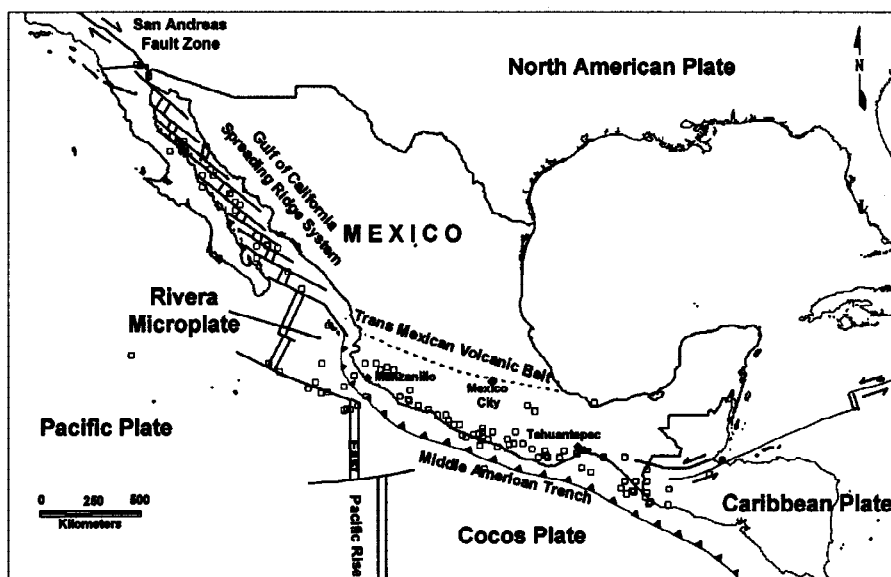 San Andreas
Fault Zone
North American Plate
N
Gulf of California
Spreading Ridge System
MEXICO
Rivera
Microplate
Trans Mexican Volcanic Belt
Manzanillo
Mexico
City
Pacific Plate
Tehuantepec
East
Middle American Trench
Caribbean Plate
0 250 500
Kilometers
Pacific Rise
Cocos Plate